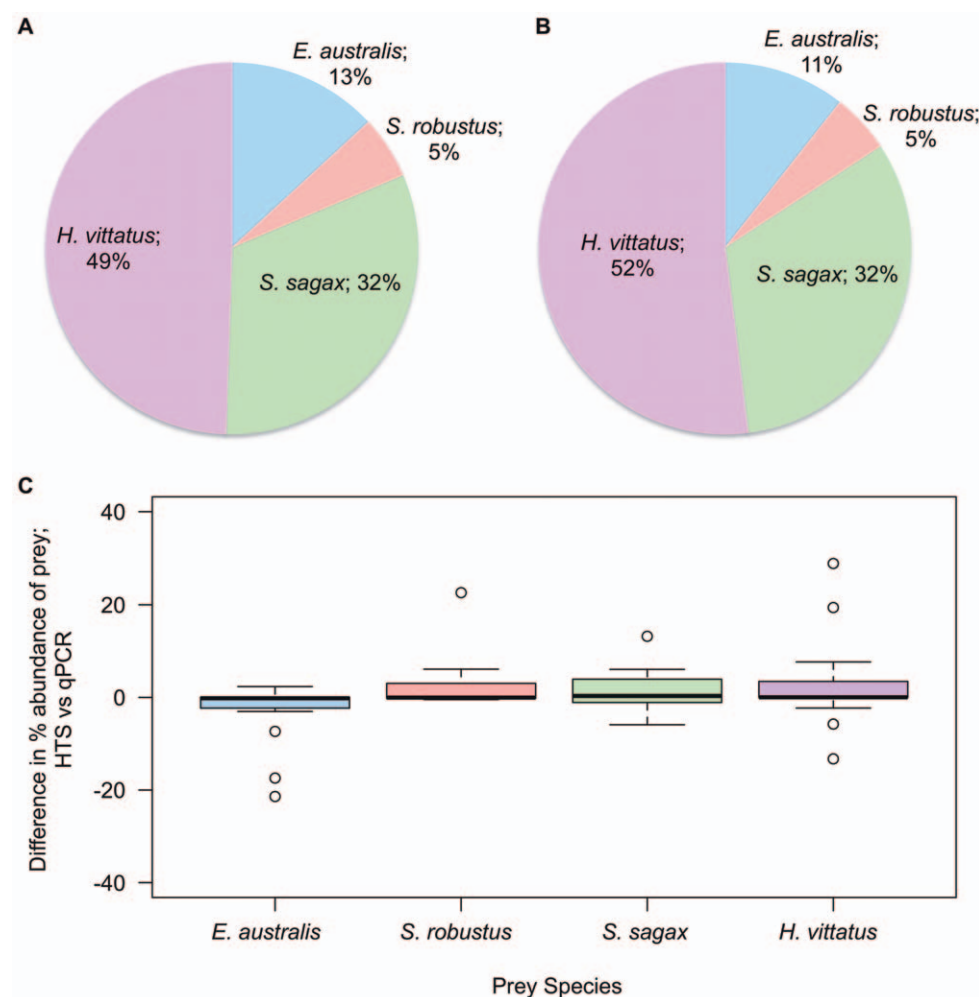 A
E. australis;
13%
S. robustus;
5%
H. vittatus;
49%
S. sagax; 32%
B
E. australis;
11%
S. robustus;
5%
H. vittatus;
52%
S. sagax; 32%
C
Difference in % abundance of prey;
HTS vs qPCR
40
20
0
-20
-40
E. australis
S. robustus
S. sagax
H. vittatus
Prey Species